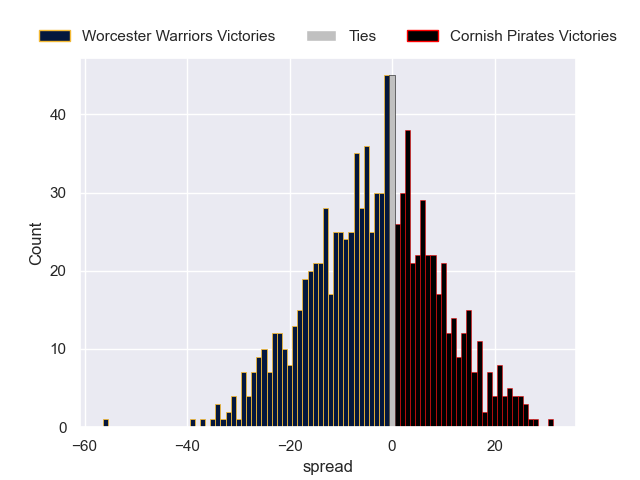 Worcester Warriors Victories Ties Cornish Pirates Victories
Count
40
30
20
10
0
−60 −40 −20 0 20
spread